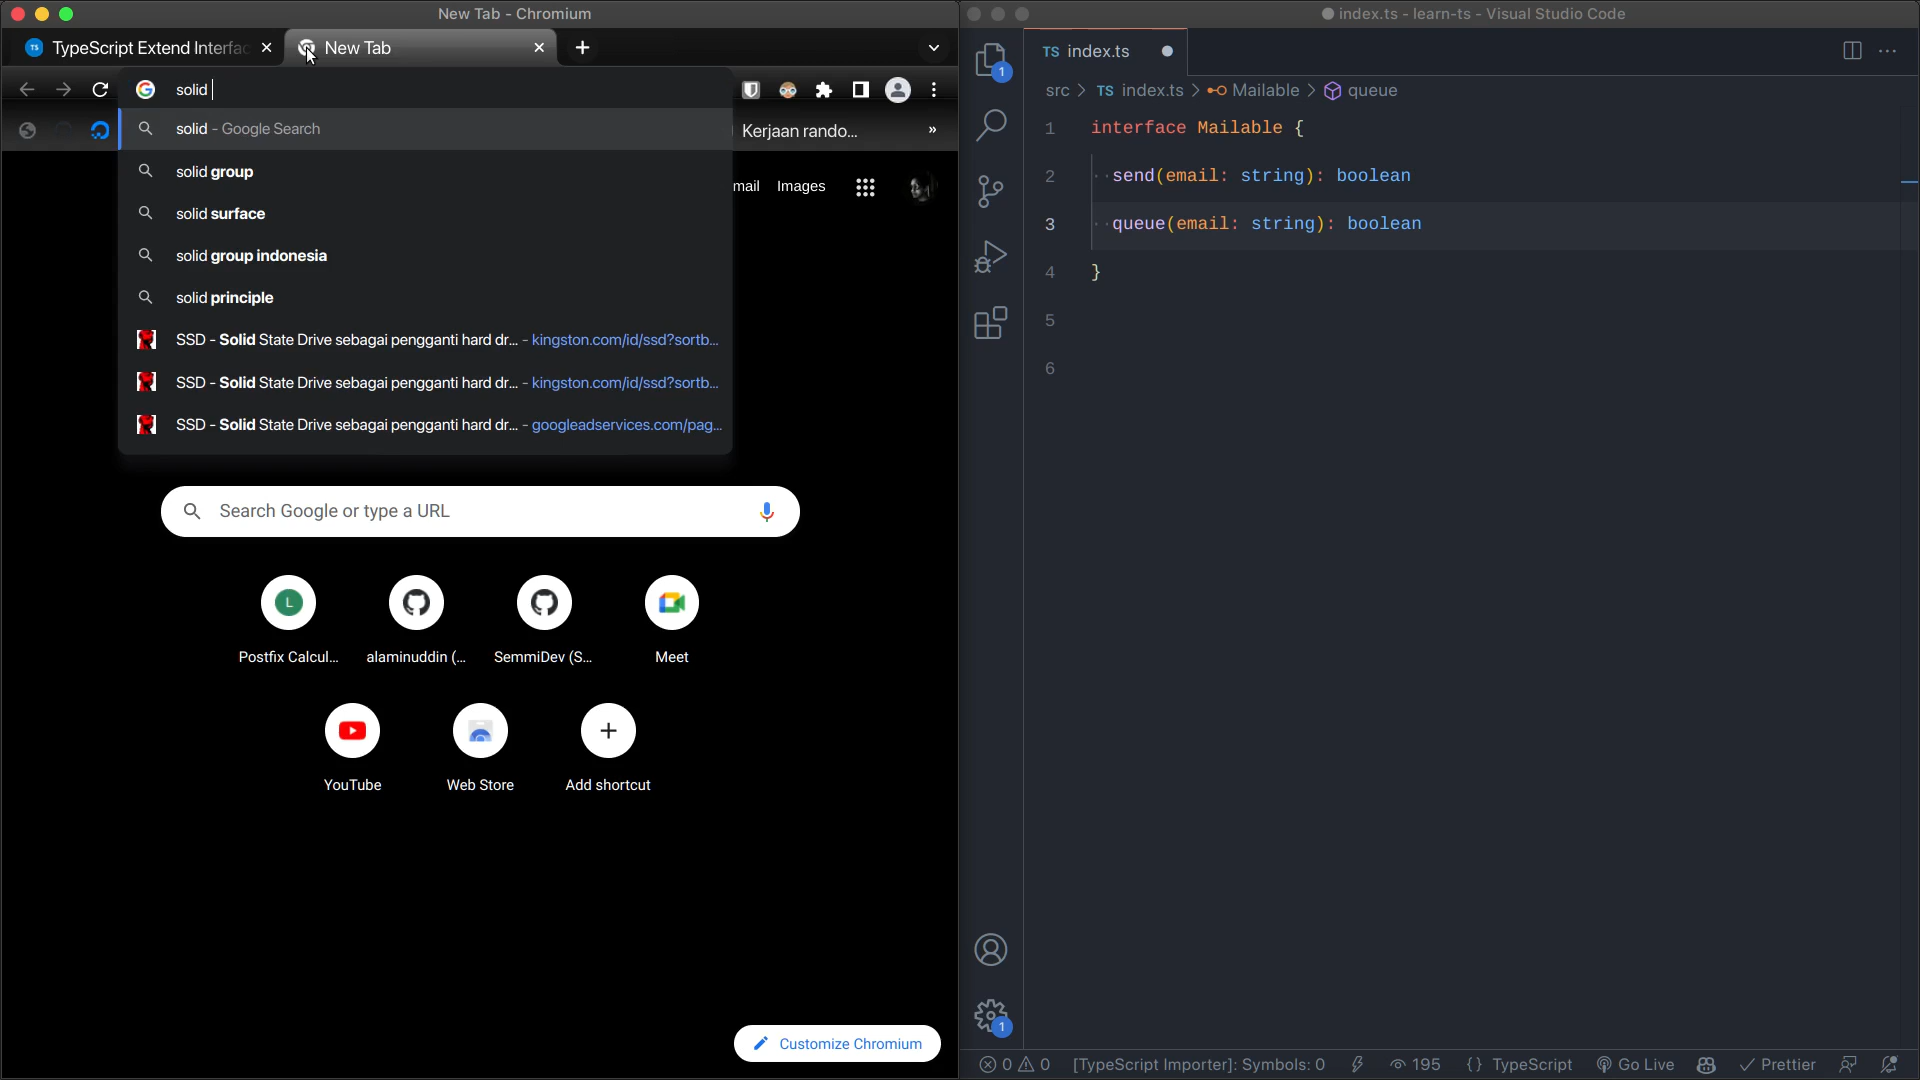 New Tab - Chromium
TypeScript Extend Interfac
New Tab
solid
solid - Google Search
Kerjaan rando...
»
solid group
mail
Images
solid surface
solid group indonesia
solid principle
SSD - Solid State Drive sebagai pengganti hard dr... - kingston.com/id/ssd?sortb...
SSD - Solid State Drive sebagai pengganti hard dr... - kingston.com/id/ssd?sortb...
SSD - Solid State Drive sebagai pengganti hard dr... - googleadservices.com/pag...
Search Google or type a URL
L
Postfix Calcul...
alaminuddin (...
SemmiDev (S...
Meet
YouTube
Web Store
Add shortcut
Customize Chromium
index.ts - learn-ts - Visual Studio Code
TS index.ts
1
src > TS index.ts > Mailable > queue
1 interface Mailable {
2 send(email: string): boolean
3 queue(email: string): boolean
4 }
5
6
1
0 0 [TypeScript Importer]: Symbols: 0 195 {} TypeScript Go Live Prettier